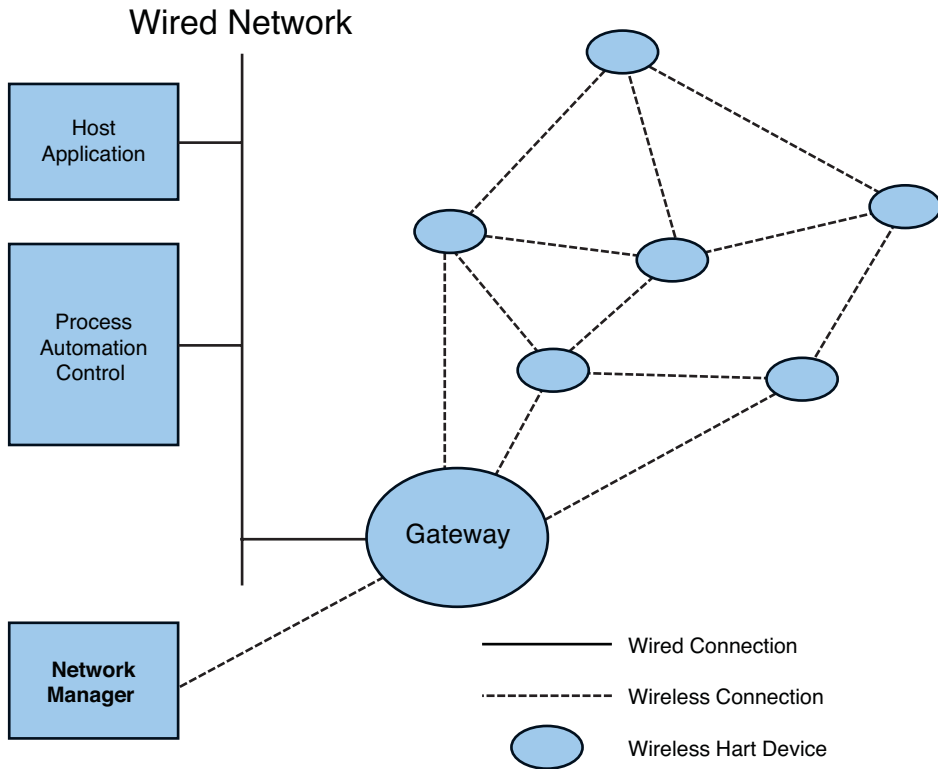 Wired Network
Host
Application
Process
Automation
Control
Gateway
Network
Manager
Wired Connection
Wireless Connection
Wireless Hart Device